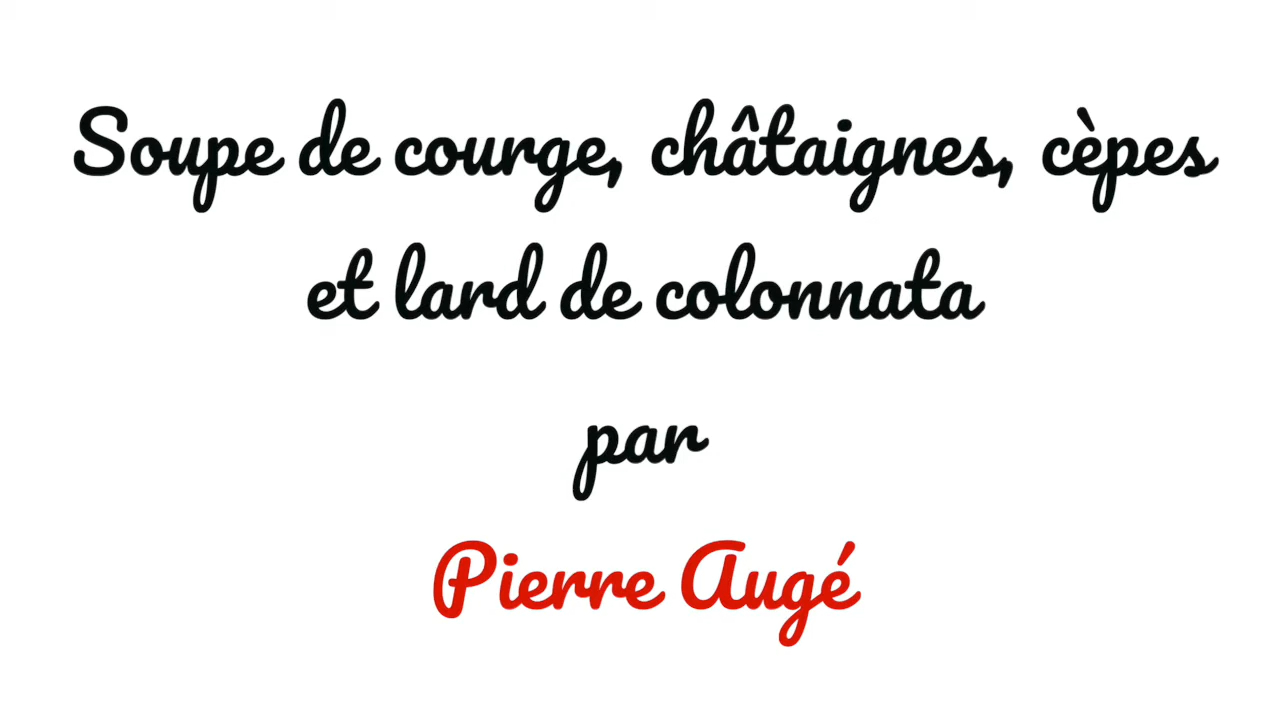 Soupe de courge, châtaignes, cèpes
et lard de colonnata
par
Pierre Augé